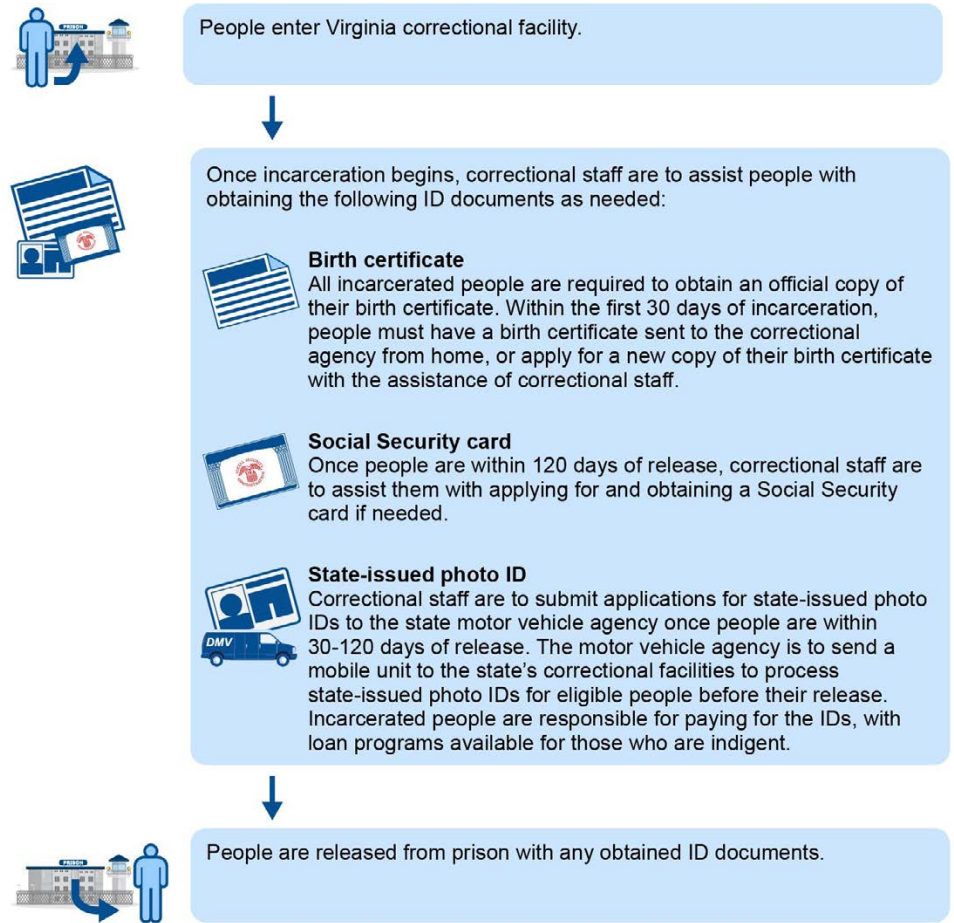 PRISON
People enter Virginia correctional facility.
Once incarceration begins, correctional staff are to assist people with
obtaining the following ID documents as needed:
Birth certificate
All incarcerated people are required to obtain an official copy of
their birth certificate. Within the first 30 days of incarceration,
people must have a birth certificate sent to the correctional
agency from home, or apply for a new copy of their birth certificate
with the assistance of correctional staff.
Social Security card
Once people are within 120 days of release, correctional staff are
to assist them with applying for and obtaining a Social Security
card if needed.
State-issued photo ID
Correctional staff are to submit applications for state-issued photo
IDs to the state motor vehicle agency once people are within
30-120 days of release. The motor vehicle agency is to send a
mobile unit to the state’s correctional facilities to process
state-issued photo IDs for eligible people before their release.
Incarcerated people are responsible for paying for the IDs, with
loan programs available for those who are indigent.
DMV
PRISON
People are released from prison with any obtained ID documents.